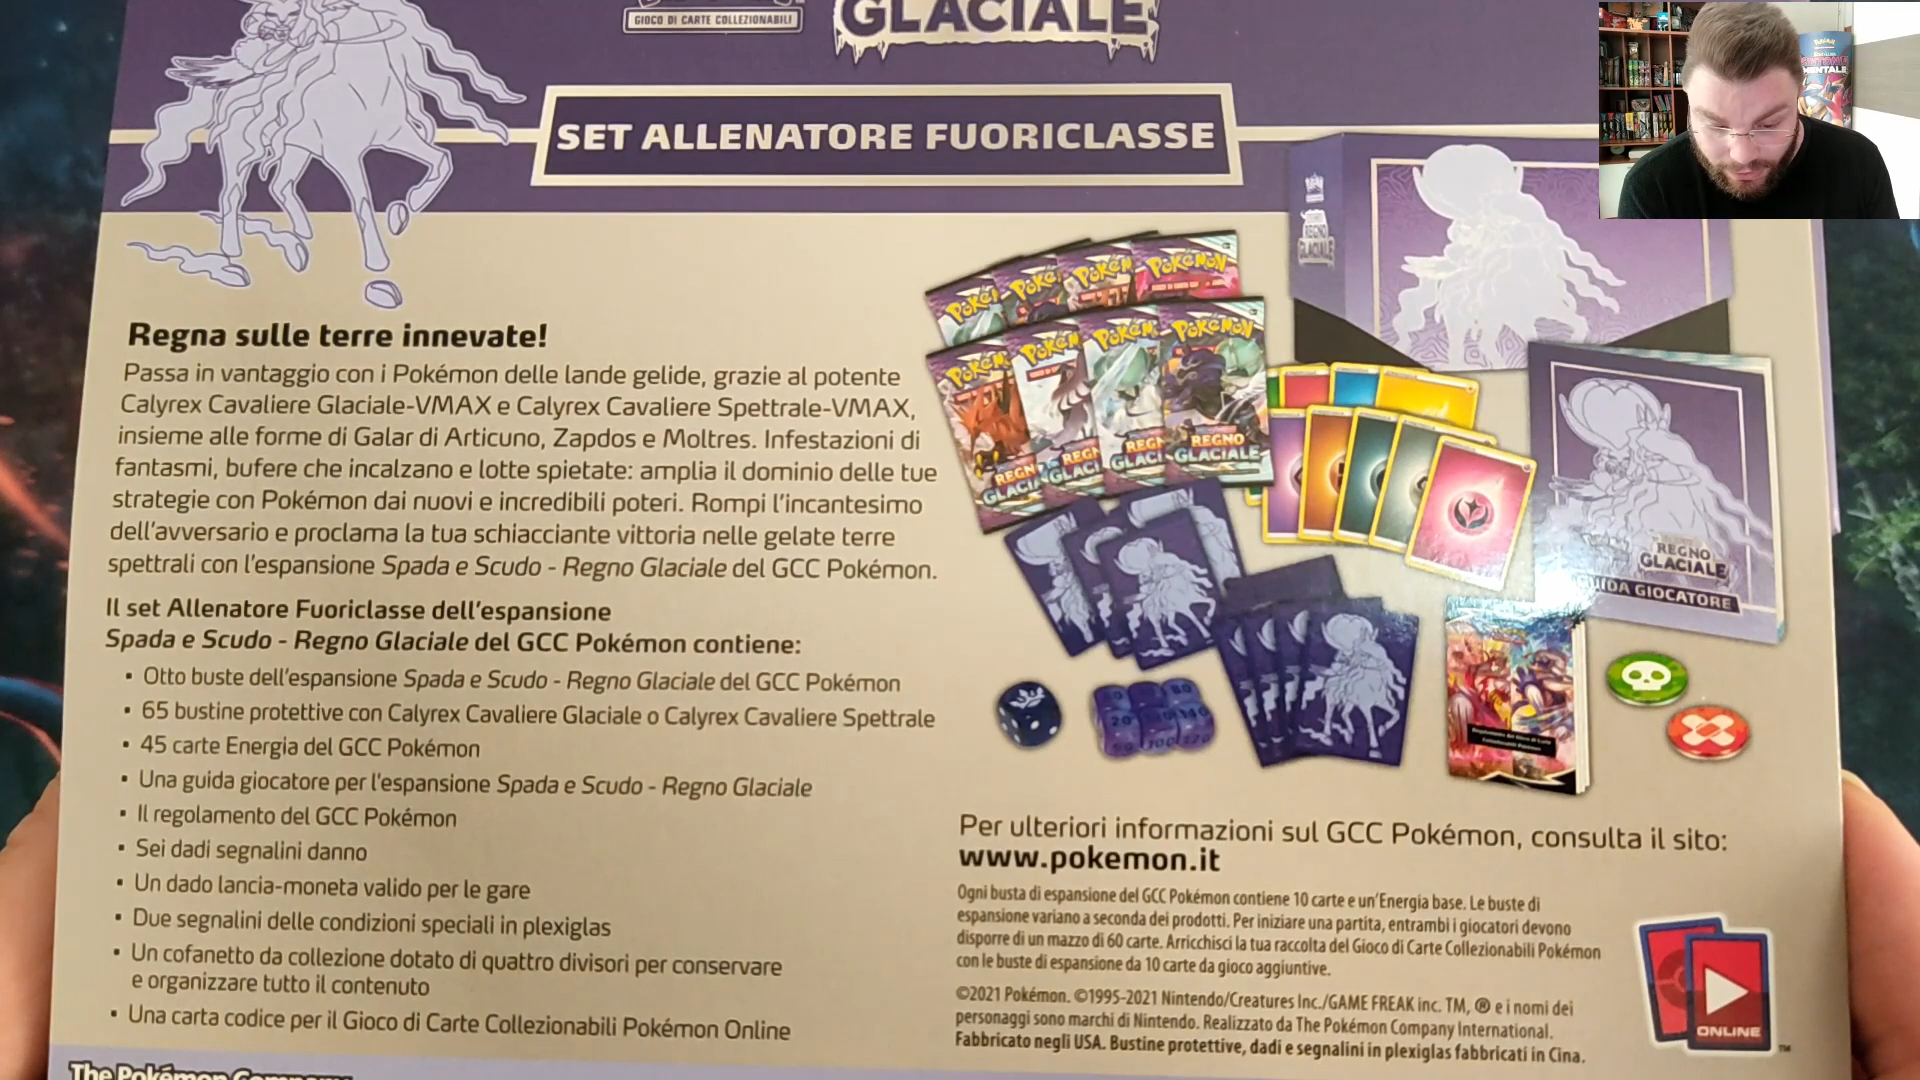 GIOCO DI CARTE COLLEZIONABILI
GLACIALE
SET ALLENATORE FUORICLASSE
Regna sulle terre innevate!
Passa in vantaggio con i Pokémon delle lande gelide, grazie al potente
Calyrex Cavaliere Glaciale-VMAX e Calyrex Cavaliere Spettrale-VMAX,
insieme alle forme di Galar di Articuno, Zapdos e Moltres. Infestazioni di
fantasmi, bufere che incalzano e lotte spietate: amplia il dominio delle tue
strategie con Pokémon dai nuovi e incredibili poteri. Rompi l'incantesimo
dell'avversario e proclama la tua schiacciante vittoria nelle gelate terre
spettrali con l'espansione Spada e Scudo - Regno Glaciale del GCC Pokémon.
Il set Allenatore Fuoriclasse dell'espansione
Spada e Scudo - Regno Glaciale del GCC Pokémon contiene:
• Otto buste dell'espansione Spada e Scudo - Regno Glaciale del GCC Pokémon
• 65 bustine protettive con Calyrex Cavaliere Glaciale o Calyrex Cavaliere Spettrale
• 45 carte Energia del GCC Pokémon
• Una guida giocatore per l'espansione Spada e Scudo - Regno Glaciale
• Il regolamento del GCC Pokémon
• Sei dadi segnalini danno
• Un dado lancia-moneta valido per le gare
• Due segnalini delle condizioni speciali in plexiglas
• Un cofanetto da collezione dotato di quattro divisori per conservare
e organizzare tutto il contenuto
• Una carta codice per il Gioco di Carte Collezionabili Pokémon Online
The Pokémon Company
REGNO
GLACIALE
Pokémon
REGNO
GLACIALE
REGNO
GLACIALE
GIOCATORE
Per ulteriori informazioni sul GCC Pokémon, consulta il sito:
www.pokemon.it
Ogni busta di espansione del GCC Pokémon contiene 10 carte e un'Energia base. Le buste di
espansione variano a seconda dei prodotti. Per iniziare una partita, entrambi i giocatori devono
disporre di un mazzo di 60 carte. Arricchisci la tua raccolta del Gioco di Carte Collezionabili Pokémon
con le buste di espansione da 10 carte da gioco aggiuntive.
©2021 Pokémon. ©1995-2021 Nintendo/Creatures Inc./GAME FREAK inc. TM, ® e i nomi dei
personaggi sono marchi di Nintendo. Realizzato da The Pokémon Company International.
Fabbricato negli USA. Bustine protettive, dadi e segnalini in plexiglas fabbricati in Cina.
ONLINE
TM